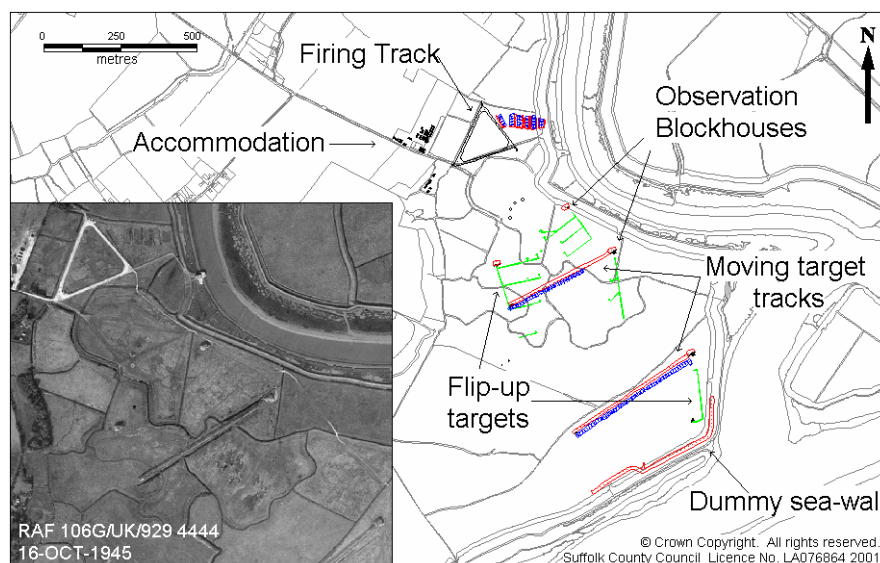 0 250 500
metres
N
Firing Track
Observation
Blockhouses
Accommodation
Moving target
tracks
Flip-up
targets
Dummy sea-wall
RAF 106G/UK/929 4444
16-OCT-1945
© Crown Copyright. All rights reserved.
Suffolk County Council Licence No. LA076864 2001